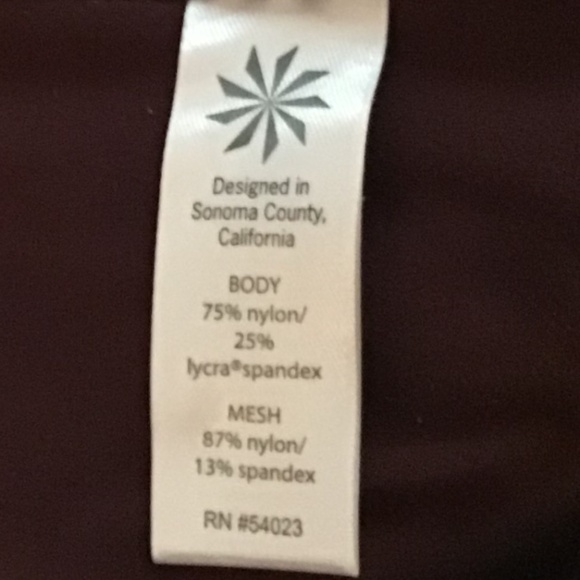 Designed in
Sonoma County,
California
BODY
75% nylon/
25%
lycra®spandex
MESH
87% nylon/
13% spandex
RN #54023